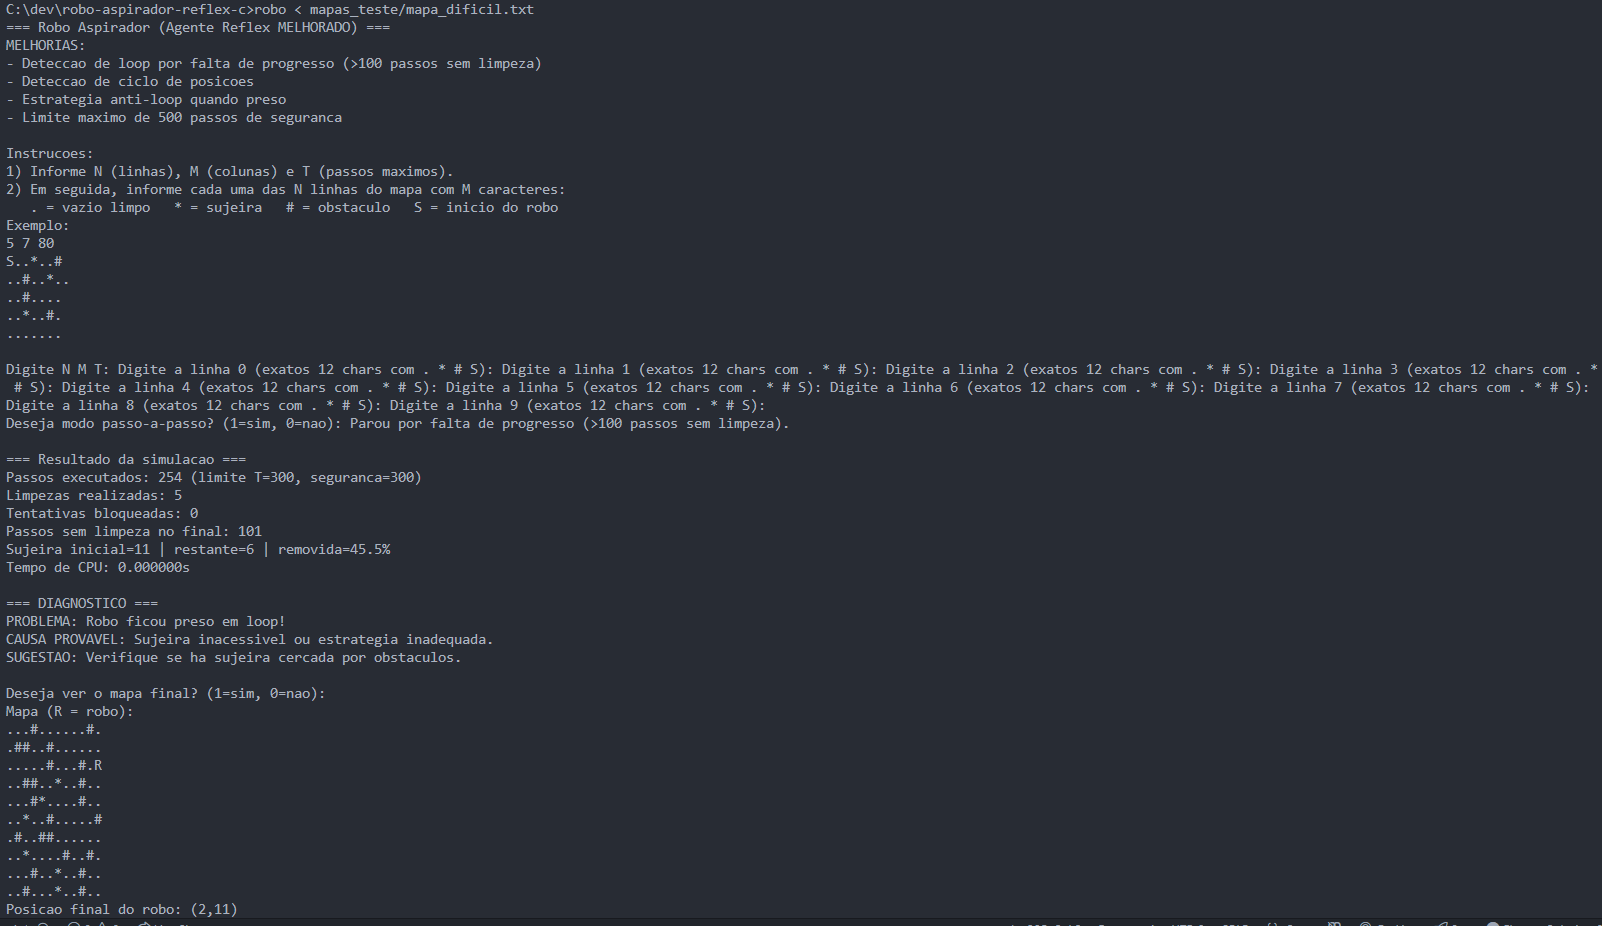 C:\dev\robo-aspirador-reflex-c>robo < mapas_teste/mapa_dificil.txt
=== Robo Aspirador (Agente Reflex MELHORADO) ===
MELHORIAS:
- Deteccao de loop por falta de progresso (>100 passos sem limpeza)
- Deteccao de ciclo de posicoes
- Estrategia anti-loop quando preso
- Limite maximo de 500 passos de seguranca

Instrucoes:
1) Informe N (linhas), M (colunas) e T (passos maximos).
2) Em seguida, informe cada uma das N linhas do mapa com M caracteres:
   . = vazio limpo   * = sujeira   # = obstaculo   S = inicio do robo
Exemplo:
5 7 80
S..*..#
..#..*..
..#....
..*..#.
.......

Digite N M T: Digite a linha 0 (exatos 12 chars com . * # S): Digite a linha 1 (exatos 12 chars com . * # S): Digite a linha 2 (exatos 12 chars com . * # S): Digite a linha 3 (exatos 12 chars com . *
 # S): Digite a linha 4 (exatos 12 chars com . * # S): Digite a linha 5 (exatos 12 chars com . * # S): Digite a linha 6 (exatos 12 chars com . * # S): Digite a linha 7 (exatos 12 chars com . * # S):
Digite a linha 8 (exatos 12 chars com . * # S): Digite a linha 9 (exatos 12 chars com . * # S):
Deseja modo passo-a-passo? (1=sim, 0=nao): Parou por falta de progresso (>100 passos sem limpeza).

=== Resultado da simulacao ===
Passos executados: 254 (limite T=300, seguranca=300)
Limpezas realizadas: 5
Tentativas bloqueadas: 0
Passos sem limpeza no final: 101
Sujeira inicial=11 | restante=6 | removida=45.5%
Tempo de CPU: 0.000000s

=== DIAGNOSTICO ===
PROBLEMA: Robo ficou preso em loop!
CAUSA PROVAVEL: Sujeira inacessivel ou estrategia inadequada.
SUGESTAO: Verifique se ha sujeira cercada por obstaculos.

Deseja ver o mapa final? (1=sim, 0=nao):
Mapa (R = robo):
...#......#.
.##..#......
.....#...#.R
..##..*..#..
...#*....#..
..*..#.....#
.#..##......
..*....#..#.
...#..*..#..
..#...*..#..
Posicao final do robo: (2,11)